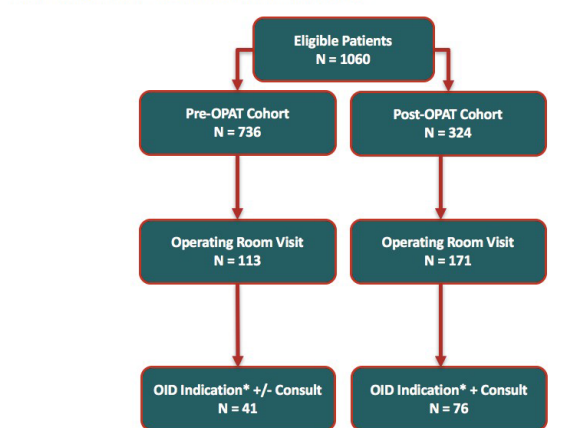 Eligible Patients
N = 1060
Pre-OPAT Cohort
N = 736
Post-OPAT Cohort
N = 324
Operating Room Visit
N = 113
Operating Room Visit
N = 171
OID Indication* +/- Consult
N = 41
OID Indication* + Consult
N = 76